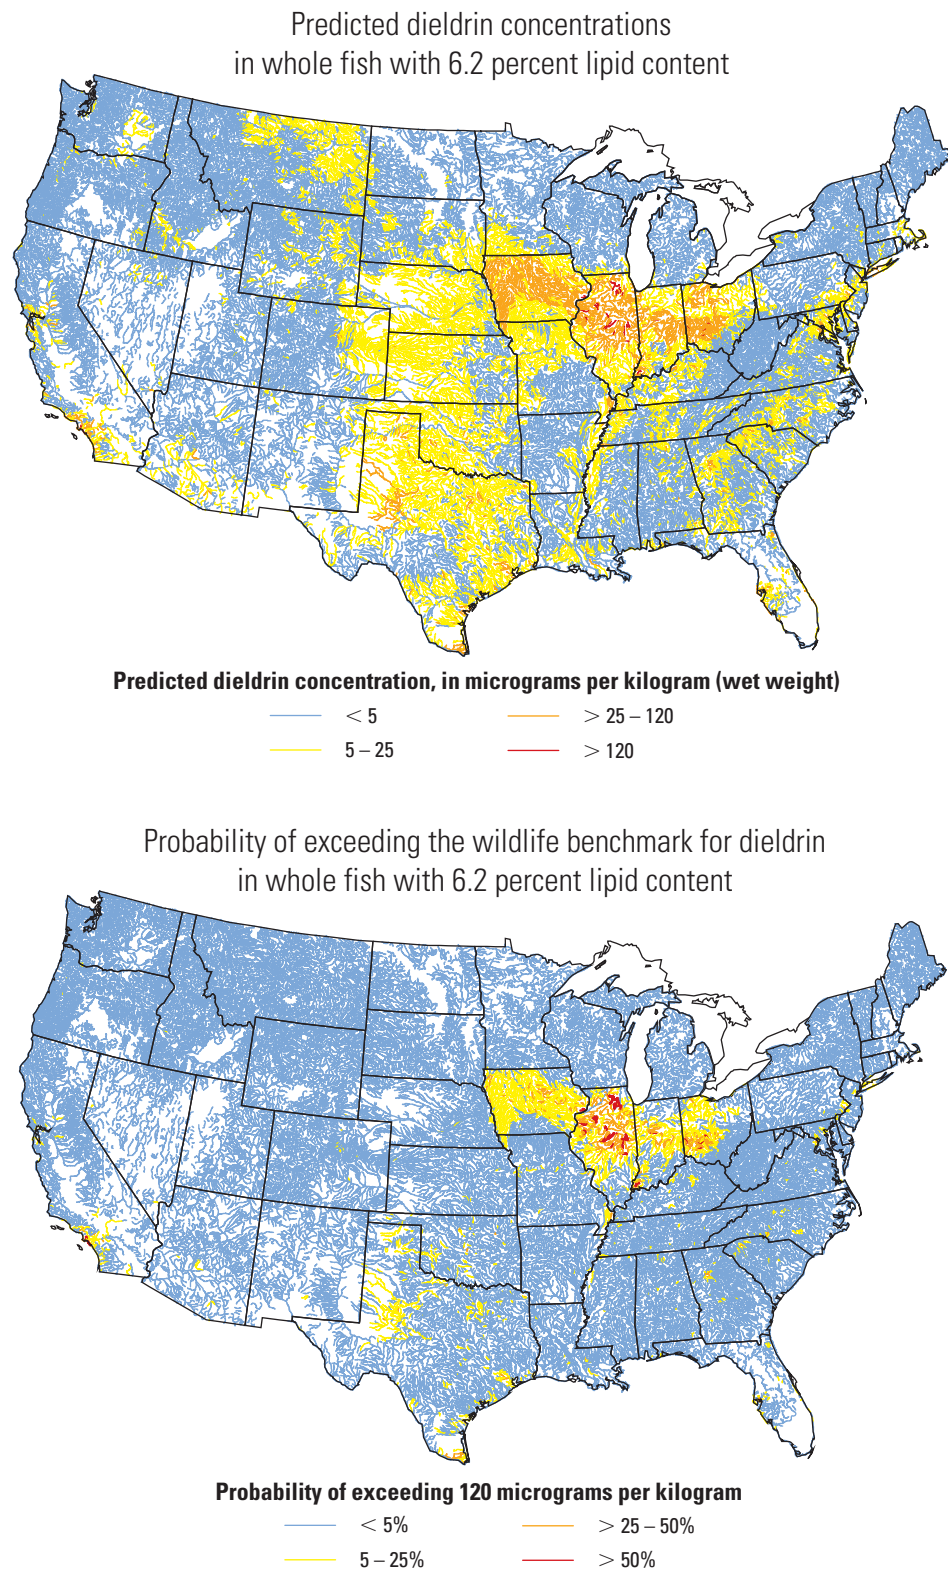 Predicted dieldrin concentrations
in whole fish with 6.2 percent lipid content
Predicted dieldrin concentration, in micrograms per kilogram (wet weight)
< 5
> 25 – 120
5 – 25
> 120
Probability of exceeding the wildlife benchmark for dieldrin
in whole fish with 6.2 percent lipid content
Probability of exceeding 120 micrograms per kilogram
< 5%
> 25 – 50%
5 – 25%
> 50%